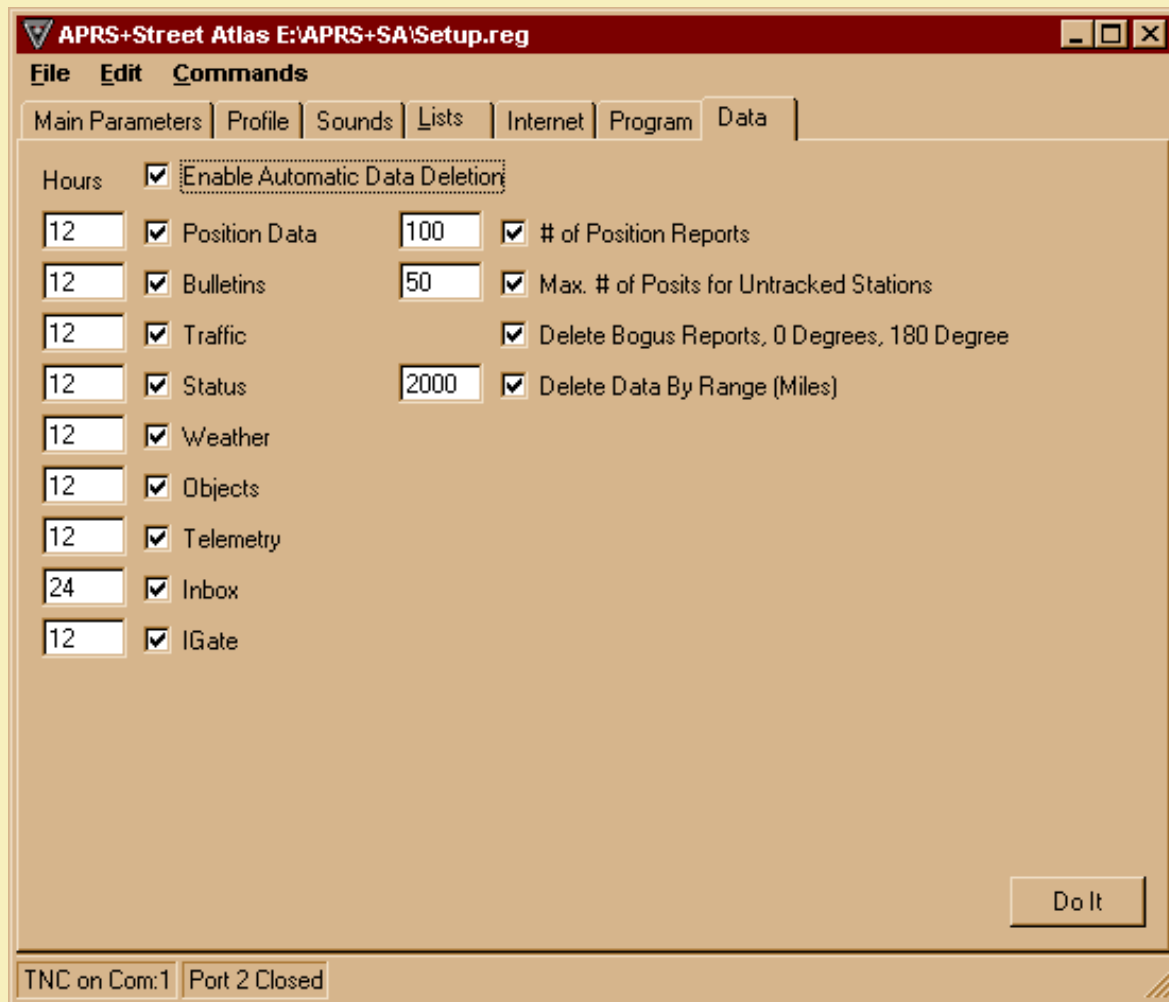 APRS+Street Atlas E:\APRS+SA\Setup.reg
File Edit Commands
Main Parameters Profile Sounds Lists Internet Program Data
Hours Enable Automatic Data Deletion
12 Position Data 100 # of Position Reports
12 Bulletins 50 Max. # of Posits for Untracked Stations
12 Traffic Delete Bogus Reports, 0 Degrees, 180 Degree
12 Status 2000 Delete Data By Range (Miles)
12 Weather
12 Objects
12 Telemetry
24 Inbox
12 IGate
Do It
TNC on Com:1 Port 2 Closed